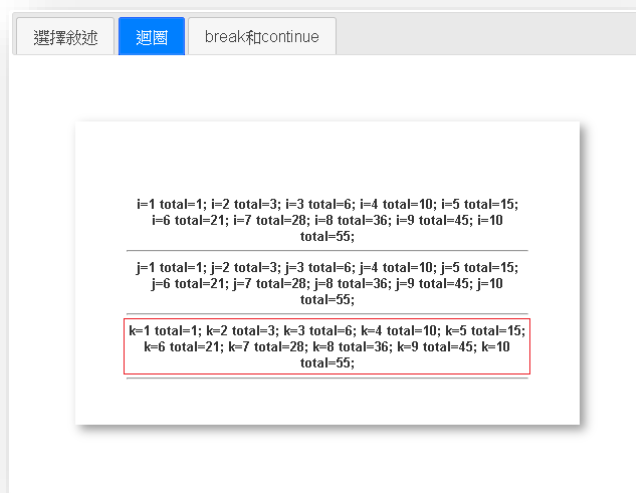 選擇敘述
迴圈
break和continue
i=1 total=1; i=2 total=3; i=3 total=6; i=4 total=10; i=5 total=15;
i=6 total=21; i=7 total=28; i=8 total=36; i=9 total=45; i=10
total=55;
j=1 total=1; j=2 total=3; j=3 total=6; j=4 total=10; j=5 total=15;
j=6 total=21; j=7 total=28; j=8 total=36; j=9 total=45; j=10
total=55;
k=1 total=1; k=2 total=3; k=3 total=6; k=4 total=10; k=5 total=15;
k=6 total=21; k=7 total=28; k=8 total=36; k=9 total=45; k=10
total=55;